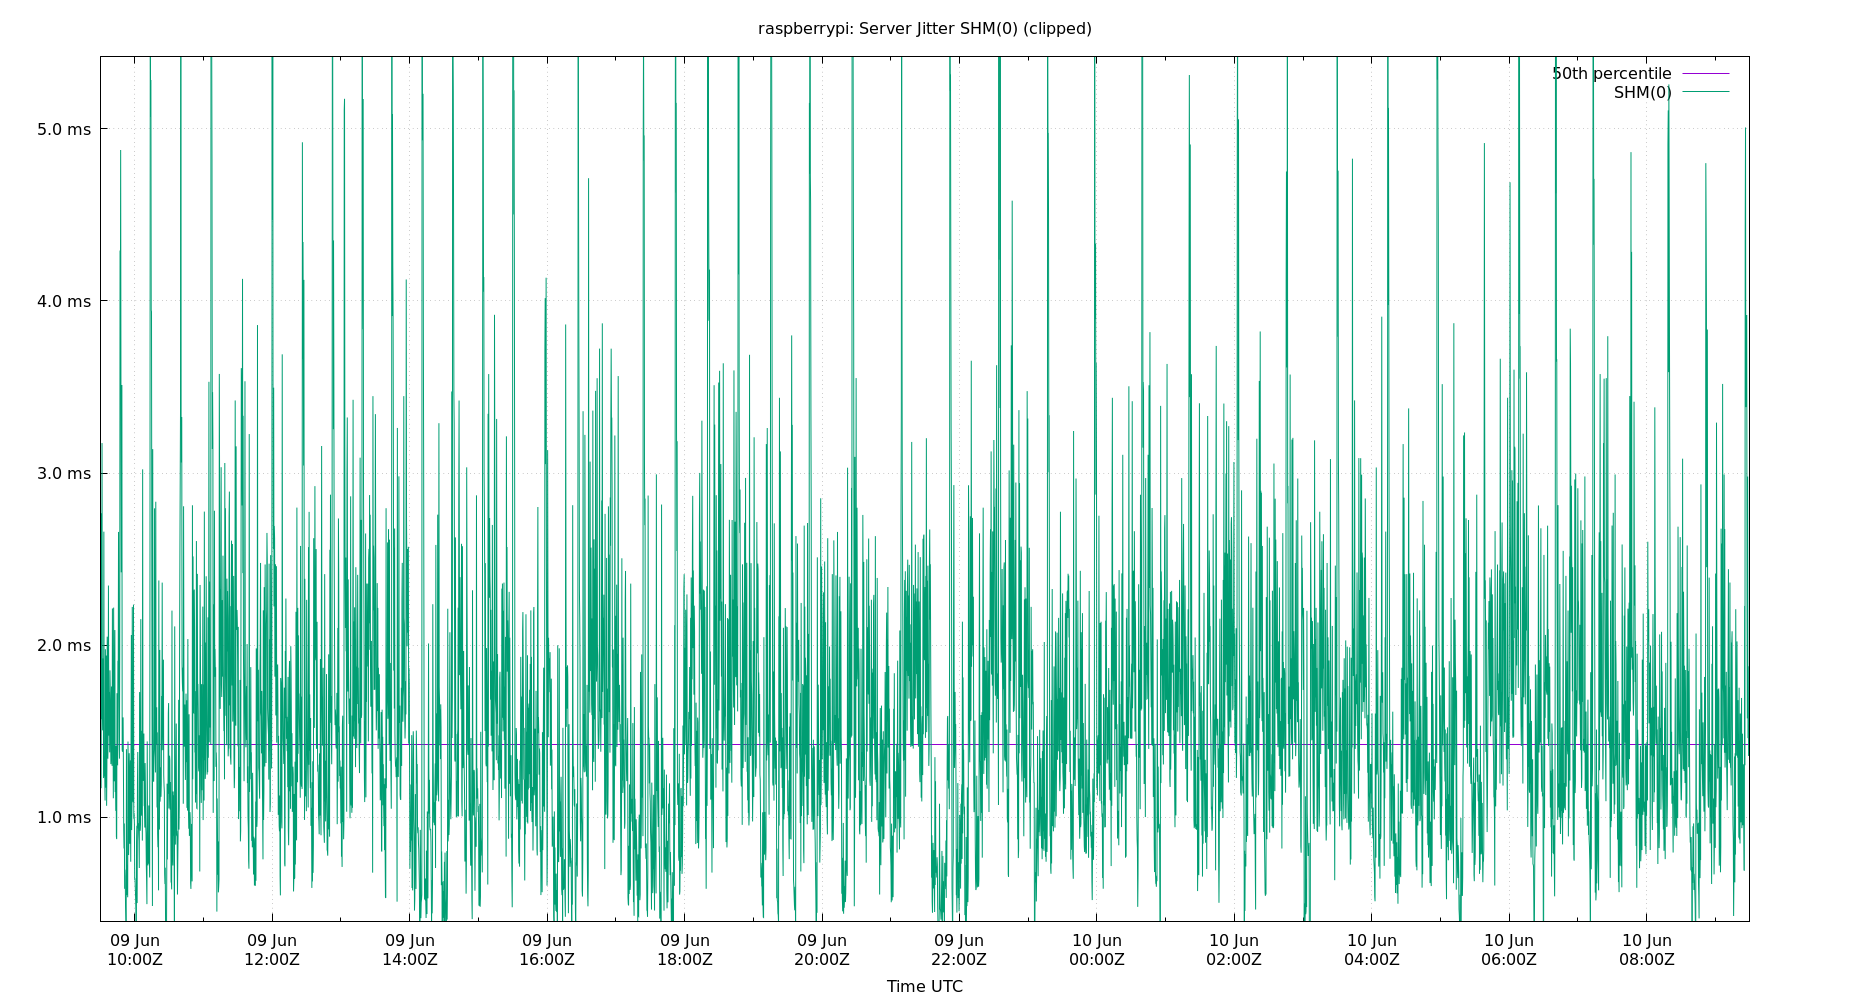 raspberrypi: Server Jitter SHM(0) (clipped)
50th percentile
SHM(0)
5.0 ms
4.0 ms
3.0 ms
2.0 ms
1.0 ms
09 Jun 09 Jun 09 Jun 09 Jun 09 Jun 09 Jun 09 Jun 10 Jun 10 Jun 10 Jun 10 Jun 10 Jun
10:00Z 12:00Z 14:00Z 16:00Z 18:00Z 20:00Z 22:00Z 00:00Z 02:00Z 04:00Z 06:00Z 08:00Z
Time UTC